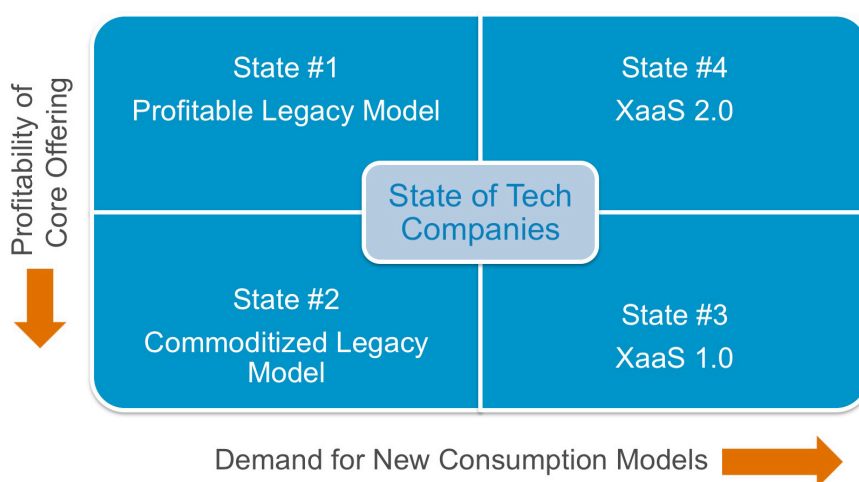 State #1
Profitable Legacy Model
State #4
XaaS 2.0
Profitability of
Core Offering
State of Tech
Companies
State #2
Commoditized Legacy
Model
State #3
XaaS 1.0
Demand for New Consumption Models